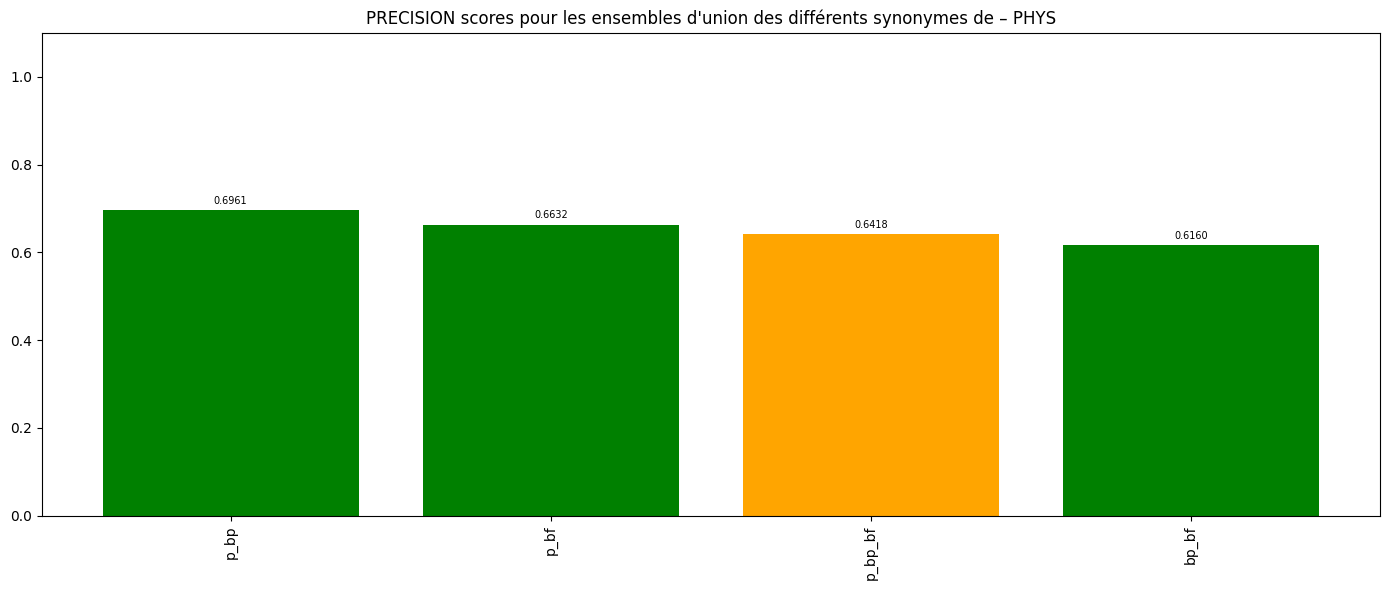 PRECISION scores pour les ensembles d'union des différents synonymes de – PHYS
1.0
0.8
0.6
0.4
0.2
0.0
0.6961
0.6632
0.6418
0.6160
p_bp
p_bf
p_bp_bf
bp_bf